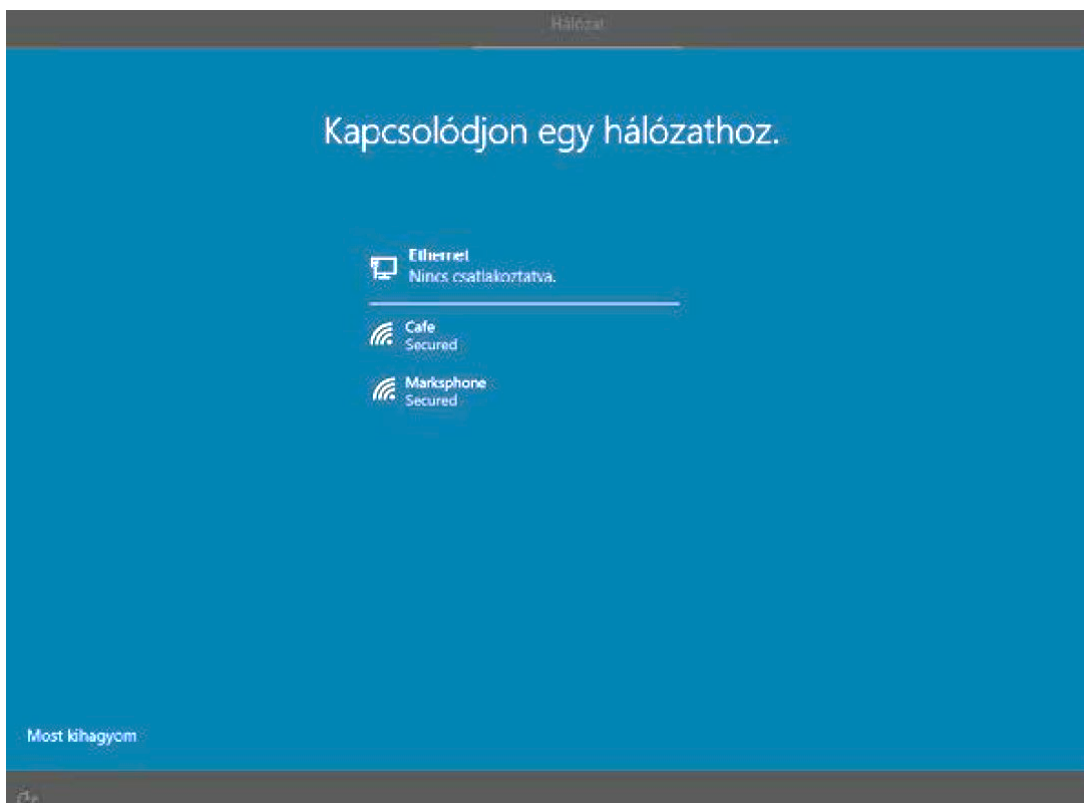 Hálózat
Kapcsolódjon egy hálózathoz.
Ethernet
Nincs csatlakoztatva.
Cafe
Secured
Marksphone
Secured
Most kihagyom